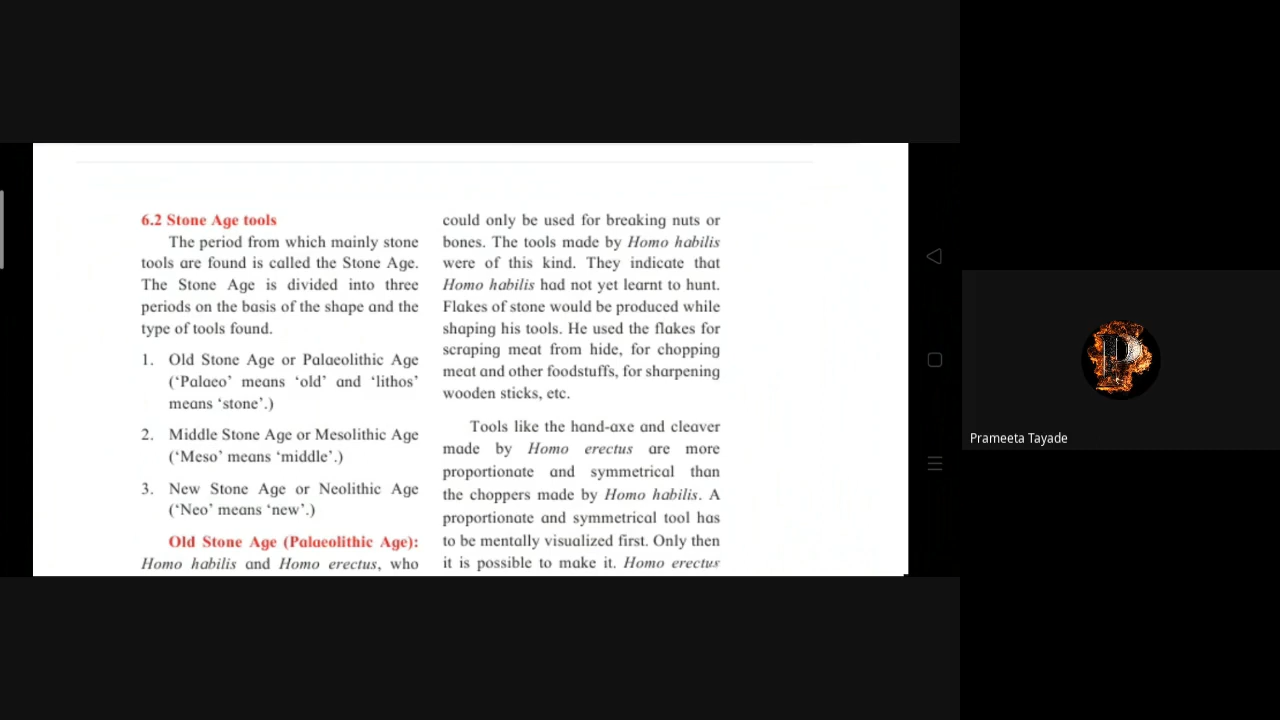 6.2 Stone Age tools
The period from which mainly stone
tools are found is called the Stone Age.
The Stone Age is divided into three
periods on the basis of the shape and the
type of tools found.
1. Old Stone Age or Palaeolithic Age
(‘Palaeo’ means ‘old’ and ‘lithos’
means ‘stone’.)
2. Middle Stone Age or Mesolithic Age
(‘Meso’ means ‘middle’.)
3. New Stone Age or Neolithic Age
(‘Neo’ means ‘new’.)
Old Stone Age (Palaeolithic Age):
Homo habilis and Homo erectus, who
could only be used for breaking nuts or
bones. The tools made by Homo habilis
were of this kind. They indicate that
Homo habilis had not yet learnt to hunt.
Flakes of stone would be produced while
shaping his tools. He used the flakes for
scraping meat from hide, for chopping
meat and other foodstuffs, for sharpening
wooden sticks, etc.
Tools like the hand-axe and cleaver
made by Homo erectus are more
proportionate and symmetrical than
the choppers made by Homo habilis. A
proportionate and symmetrical tool has
to be mentally visualized first. Only then
it is possible to make it. Homo erectus
P
Prameeta Tayade